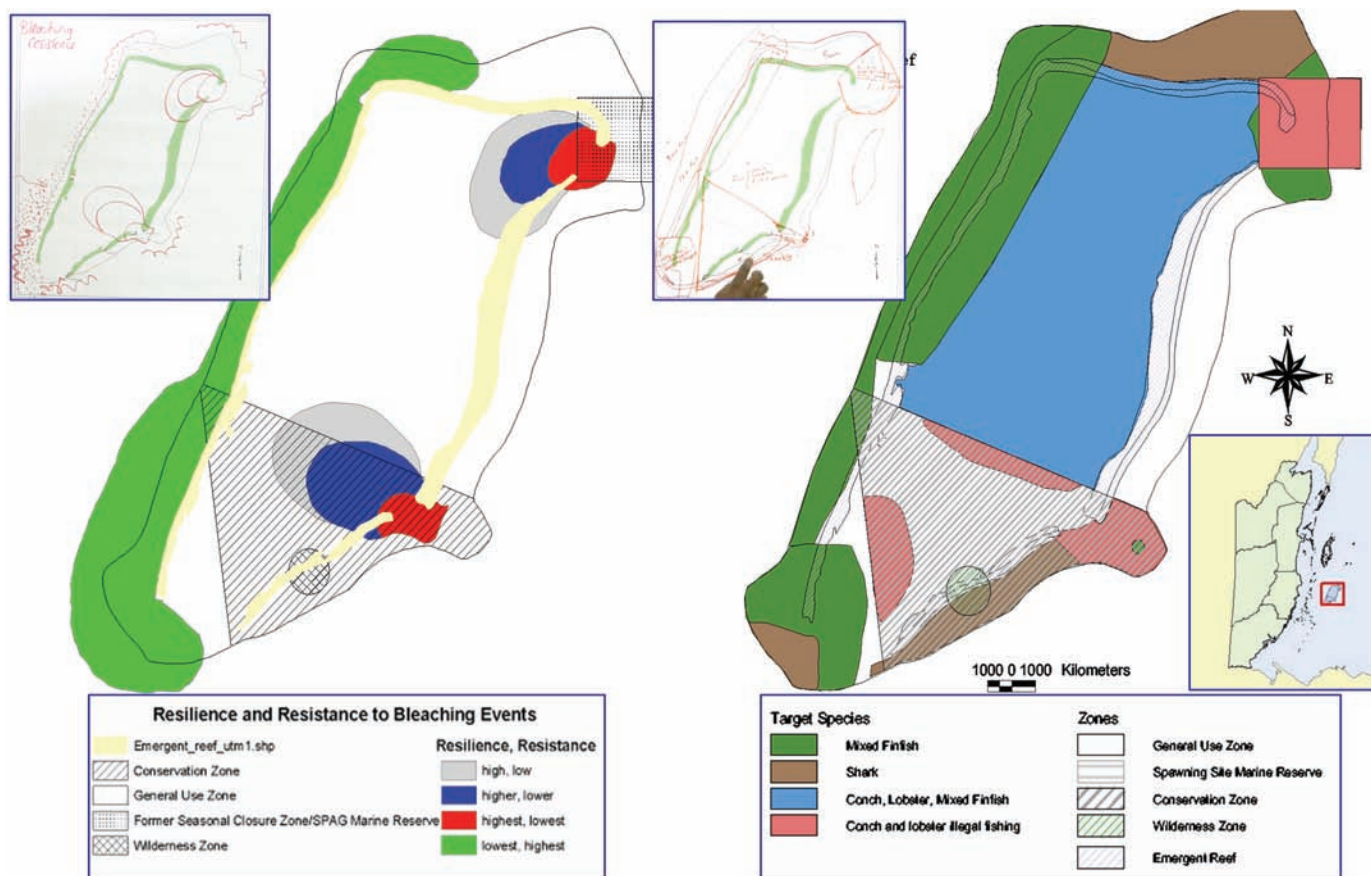 Bleaching
resilience
ef
N
W E
S
1000 0 1000 Kilometers
Resilience and Resistance to Bleaching Events
Emergent_reef_utm1.shp
Conservation Zone
General Use Zone
Former Seasonal Closure Zone/SPAG Marine Reserve
Wilderness Zone
Resilience, Resistance
high, low
higher, lower
highest, lowest
lowest, highest
Target Species
Mixed Finfish
Shark
Conch, Lobster, Mixed Finfish
Conch and lobster illegal fishing
Zones
General Use Zone
Spawning Site Marine Reserve
Conservation Zone
Wilderness Zone
Emergent Reef